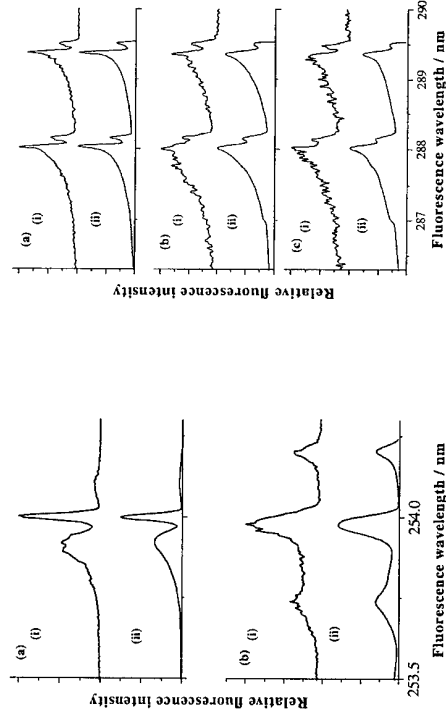 Relative fluorescence intensity
(a)
(i)
(ii)
(b)
(i)
(ii)
253.5
254.0
Fluorescence wavelength / nm
Relative fluorescence intensity
(a)
(i)
(ii)
(b)
(i)
(ii)
(c)
(i)
(ii)
287
288
289
290
Fluorescence wavelength / nm